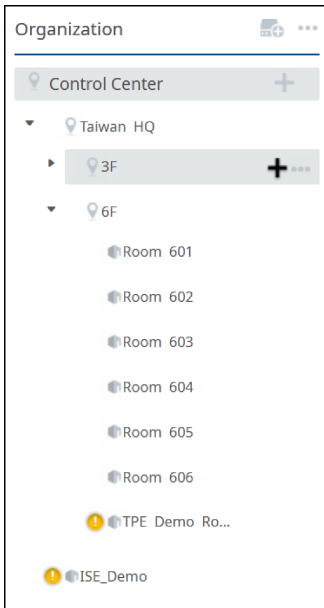 Organization
Control Center
Taiwan HQ
3F
6F
Room 601
Room 602
Room 603
Room 604
Room 605
Room 606
TPE Demo Ro...
ISE_Demo